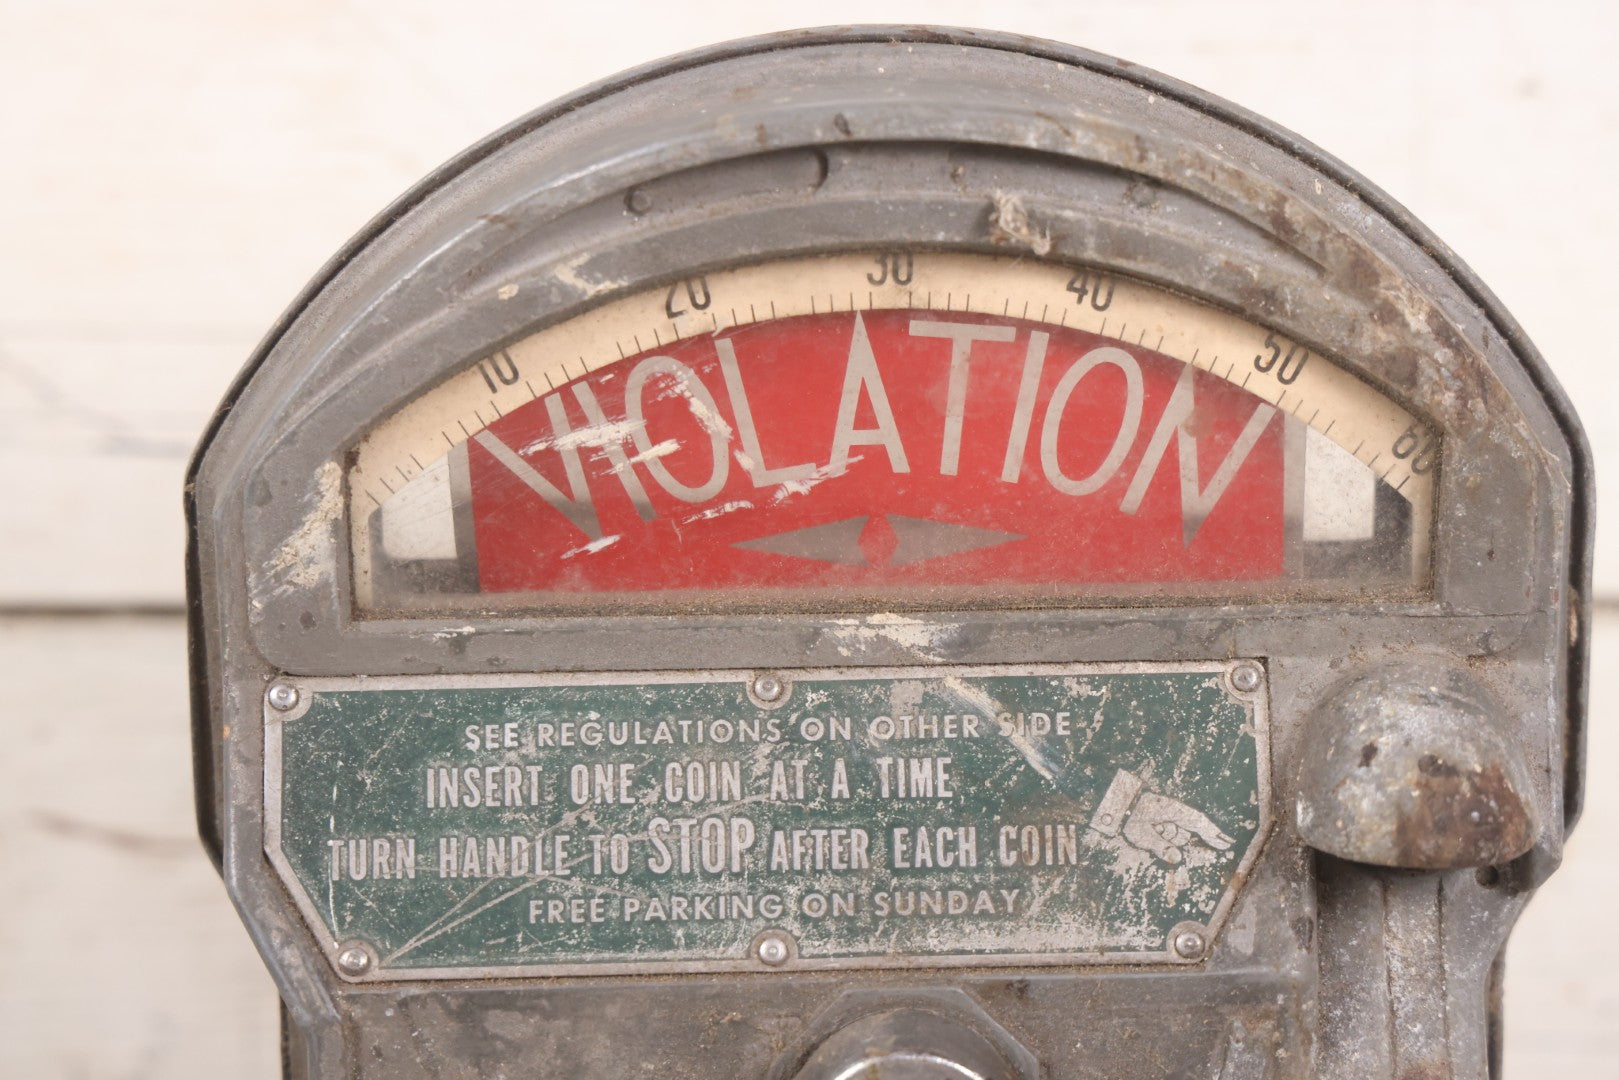 10 20 30 40 50 60
VIOLATION
SEE REGULATIONS ON OTHER SIDE
INSERT ONE COIN AT A TIME
TURN HANDLE TO STOP AFTER EACH COIN
FREE PARKING ON SUNDAY